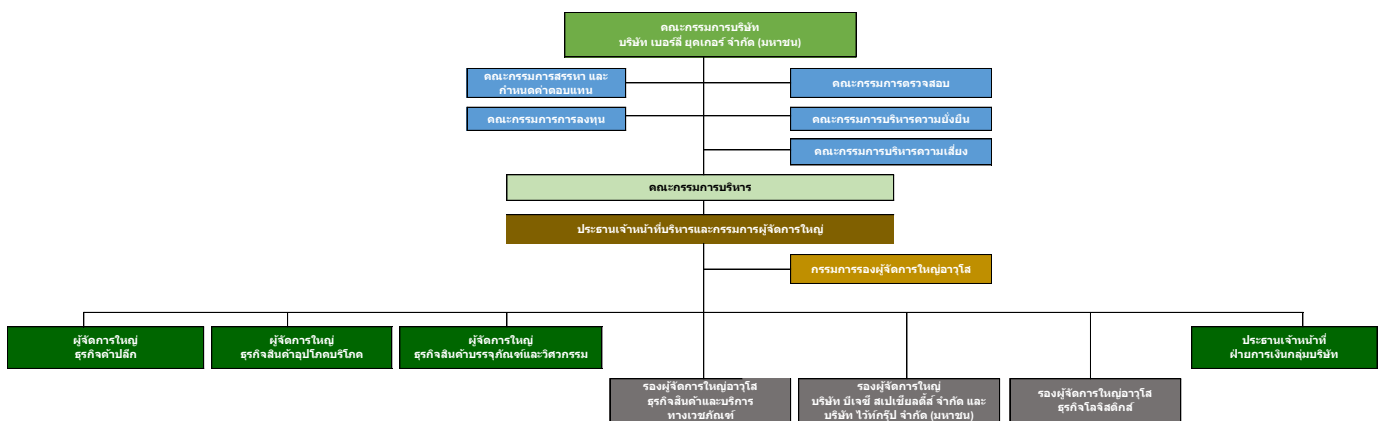 คณะกรรมการบริษัท
บริษัท เบอร์ลี่ ยุคเกอร์ จำกัด (มหาชน)
คณะกรรมการสรรหา และ
กำหนดค่าตอบแทน
คณะกรรมการตรวจสอบ
คณะกรรมการการลงทุน
คณะกรรมการบริหารความยั่งยืน
คณะกรรมการบริหารความเสี่ยง
คณะกรรมการบริหาร
ประธานเจ้าหน้าที่บริหารและกรรมการผู้จัดการใหญ่
กรรมการรองผู้จัดการใหญ่อาวุโส
ผู้จัดการใหญ่
ธุรกิจค้าปลีก
ผู้จัดการใหญ่
ธุรกิจสินค้าอุปโภคบริโภค
ผู้จัดการใหญ่
ธุรกิจสินค้าบรรจุภัณฑ์และวิศวกรรม
ประธานเจ้าหน้าที่
ฝ่ายการเงินกลุ่มบริษัท
รองผู้จัดการใหญ่อาวุโส
ธุรกิจสินค้าและบริการ
ทางเวชภัณฑ์
รองผู้จัดการใหญ่
บริษัท บีเจซี สเปเชียลตี้ส์ จำกัด และ
บริษัท ไว้ท์กรุ๊ป จำกัด (มหาชน)
รองผู้จัดการใหญ่อาวุโส
ธุรกิจโลจิสติกส์